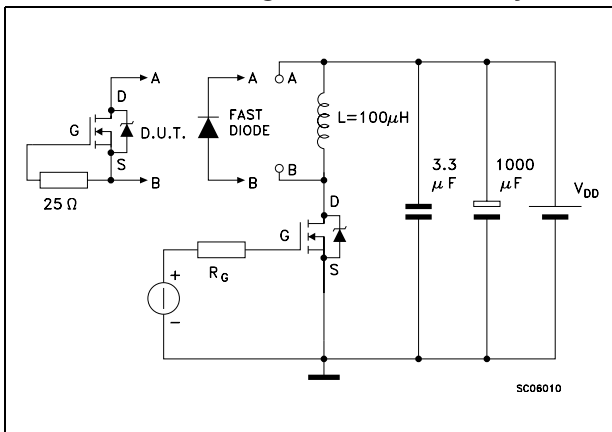 A
D
G
D.U.T.
S
B
25 Ω
A
FAST
DIODE
B
A
L=100μH
B
D
G
S
R_G
+
-
3.3
μF
1000
μF
V_DD
SC06010